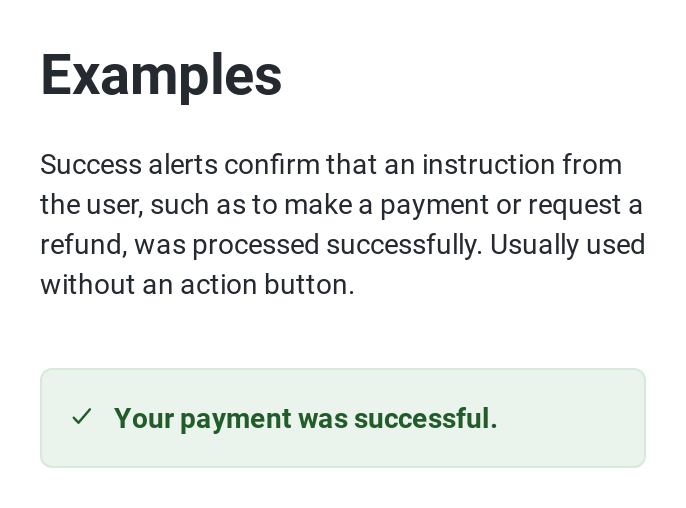 Examples
Success alerts confirm that an instruction from
the user, such as to make a payment or request a
refund, was processed successfully. Usually used
without an action button.
Your payment was successful.